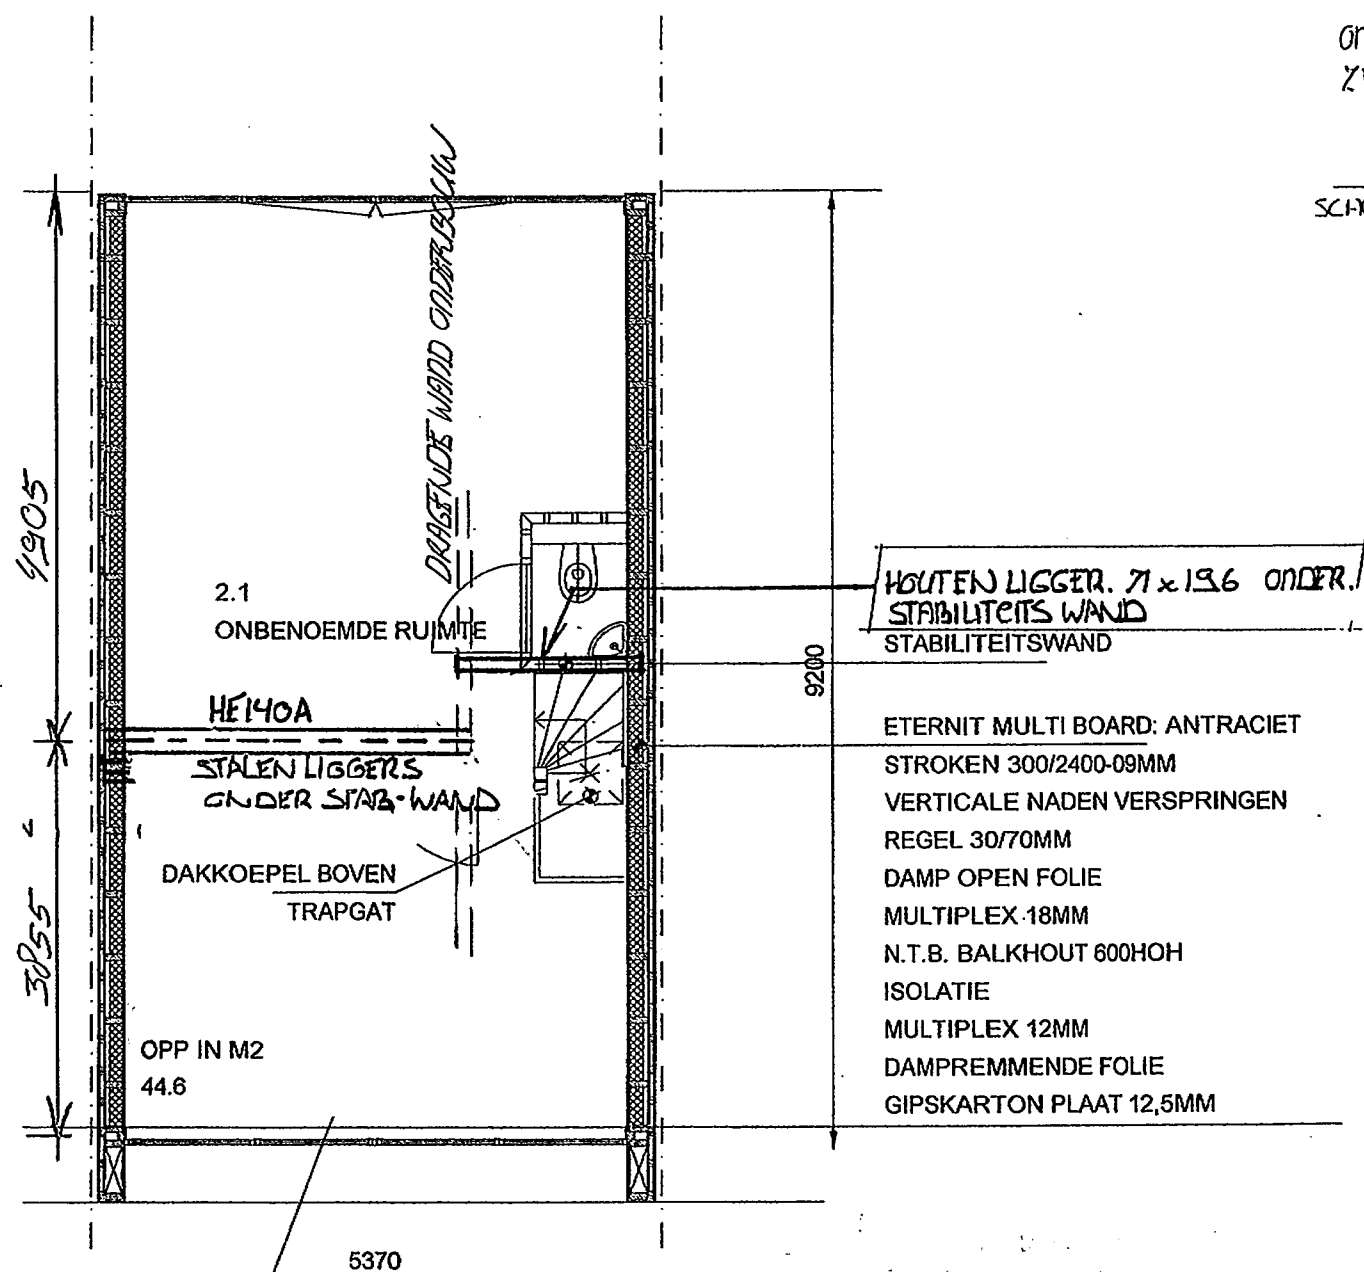 DRAGENDE WAND ONDERBOUW
4905
2.1
ONBENOEMDE RUIMTE
HE140A
STALEN LIGGERS
ONDER STAB-WAND
DAKKOEPEL BOVEN
TRAPGAT
3855
OPP IN M2
44.6
5370
9200
HOUTEN LIGGER. 71 x 196 ONDER.
STABILITEITS WAND
STABILITEITSWAND
ETERNIT MULTI BOARD: ANTRACIET
STROKEN 300/2400-09MM
VERTICALE NADEN VERSPRINGEN
REGEL 30/70MM
DAMP OPEN FOLIE
MULTIPLEX 18MM
N.T.B. BALKHOUT 600HOH
ISOLATIE
MULTIPLEX 12MM
DAMPREMMENDE FOLIE
GIPSKARTON PLAAT 12,5MM